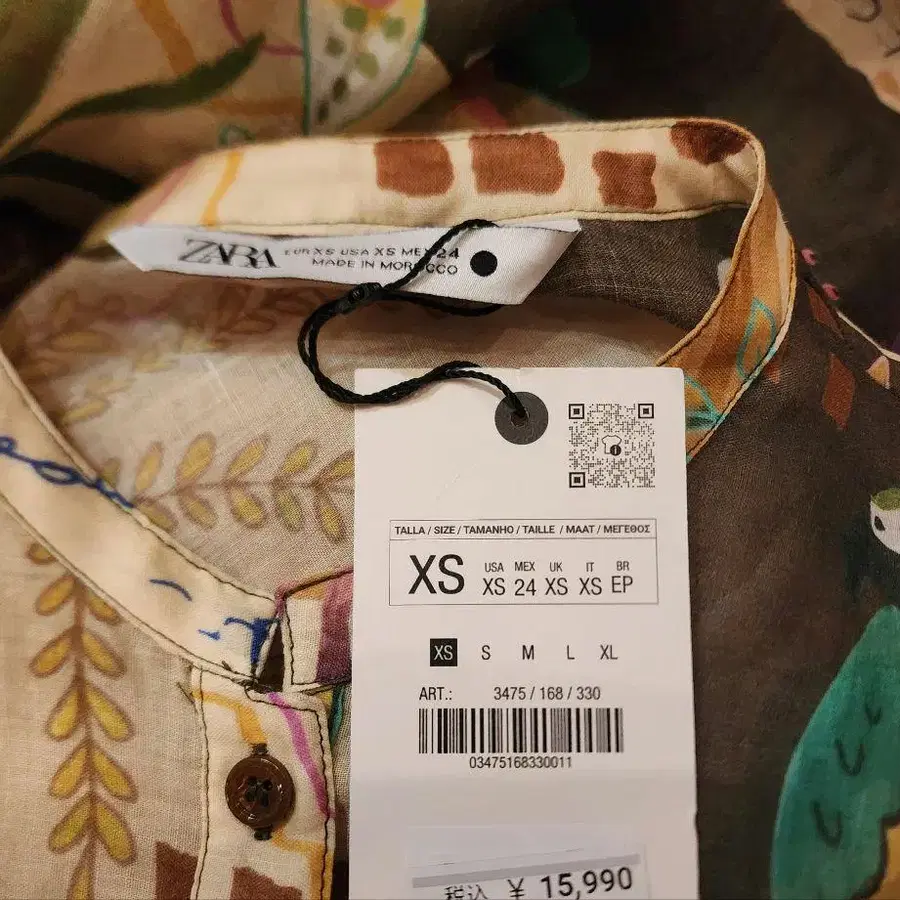 ZARA
EUR XS USA XS MEX 24
MADE IN MOROCCO
TALLA / SIZE / TAMANHO / TAILLE / MAAT / ΜΕΓΕΘΟΣ
XS
USA MEX UK IT BR
XS 24 XS XS EP
XS S M L XL
ART.: 3475 / 168 / 330
03475168330011
税込 ¥ 15,990